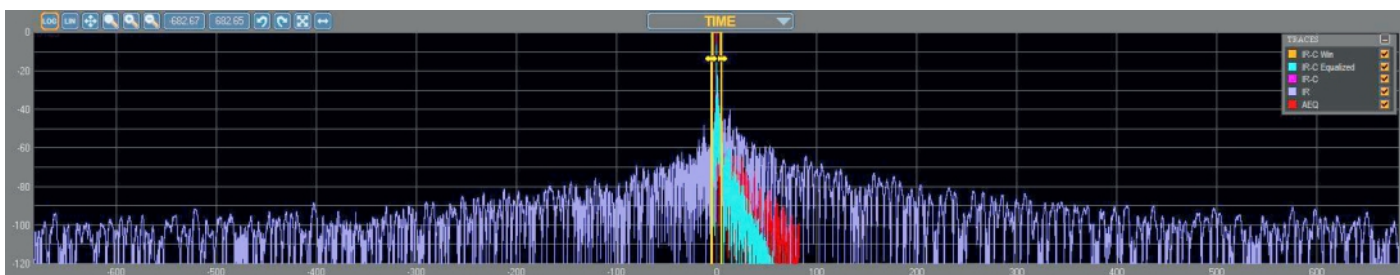 LOG LIN -682.67 682.65 TIME
0
-20
-40
-60
-80
-100
-120
TRACES
IR-C Win
IR-C Equalized
IR-C
IR
AEQ
-600 -500 -400 -300 -200 -100 0 100 200 300 400 500 600